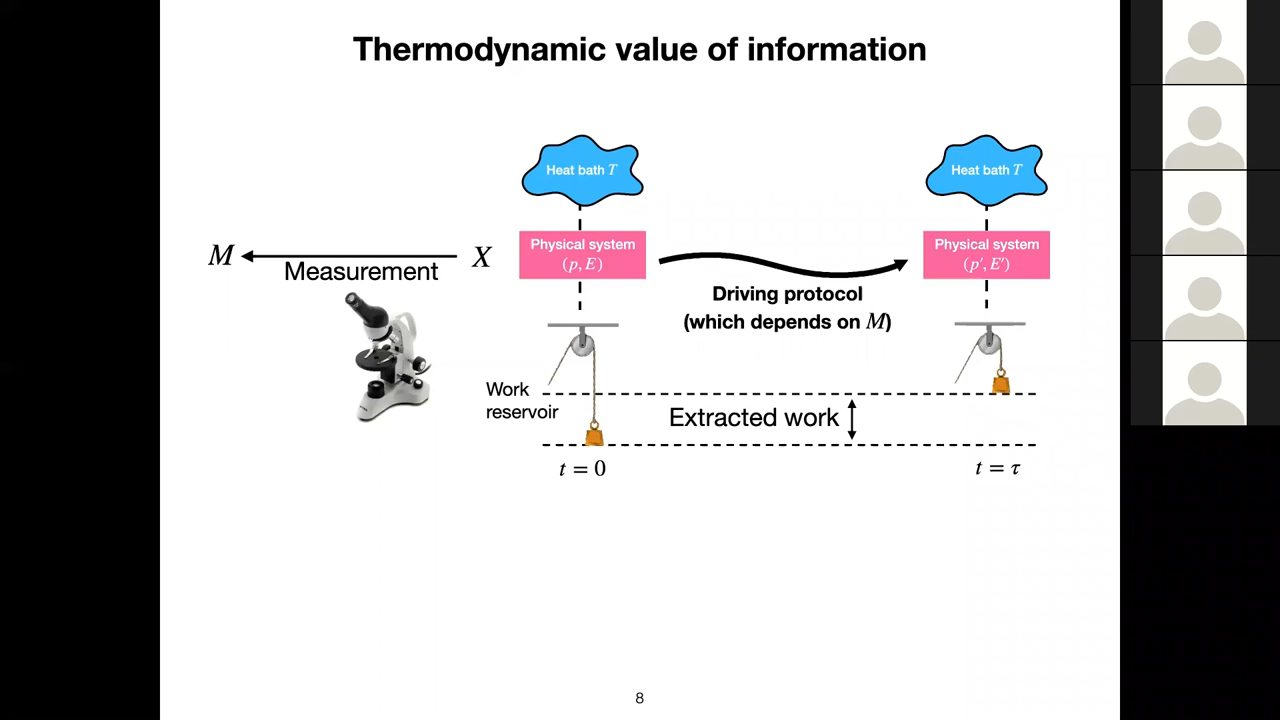 Thermodynamic value of information
Heat bath T
Heat bath T
Physical system
(p, E)
Physical system
(p′, E′)
M
X
Measurement
Driving protocol
(which depends on M)
Work
reservoir
Extracted work
t = 0
t = τ
8